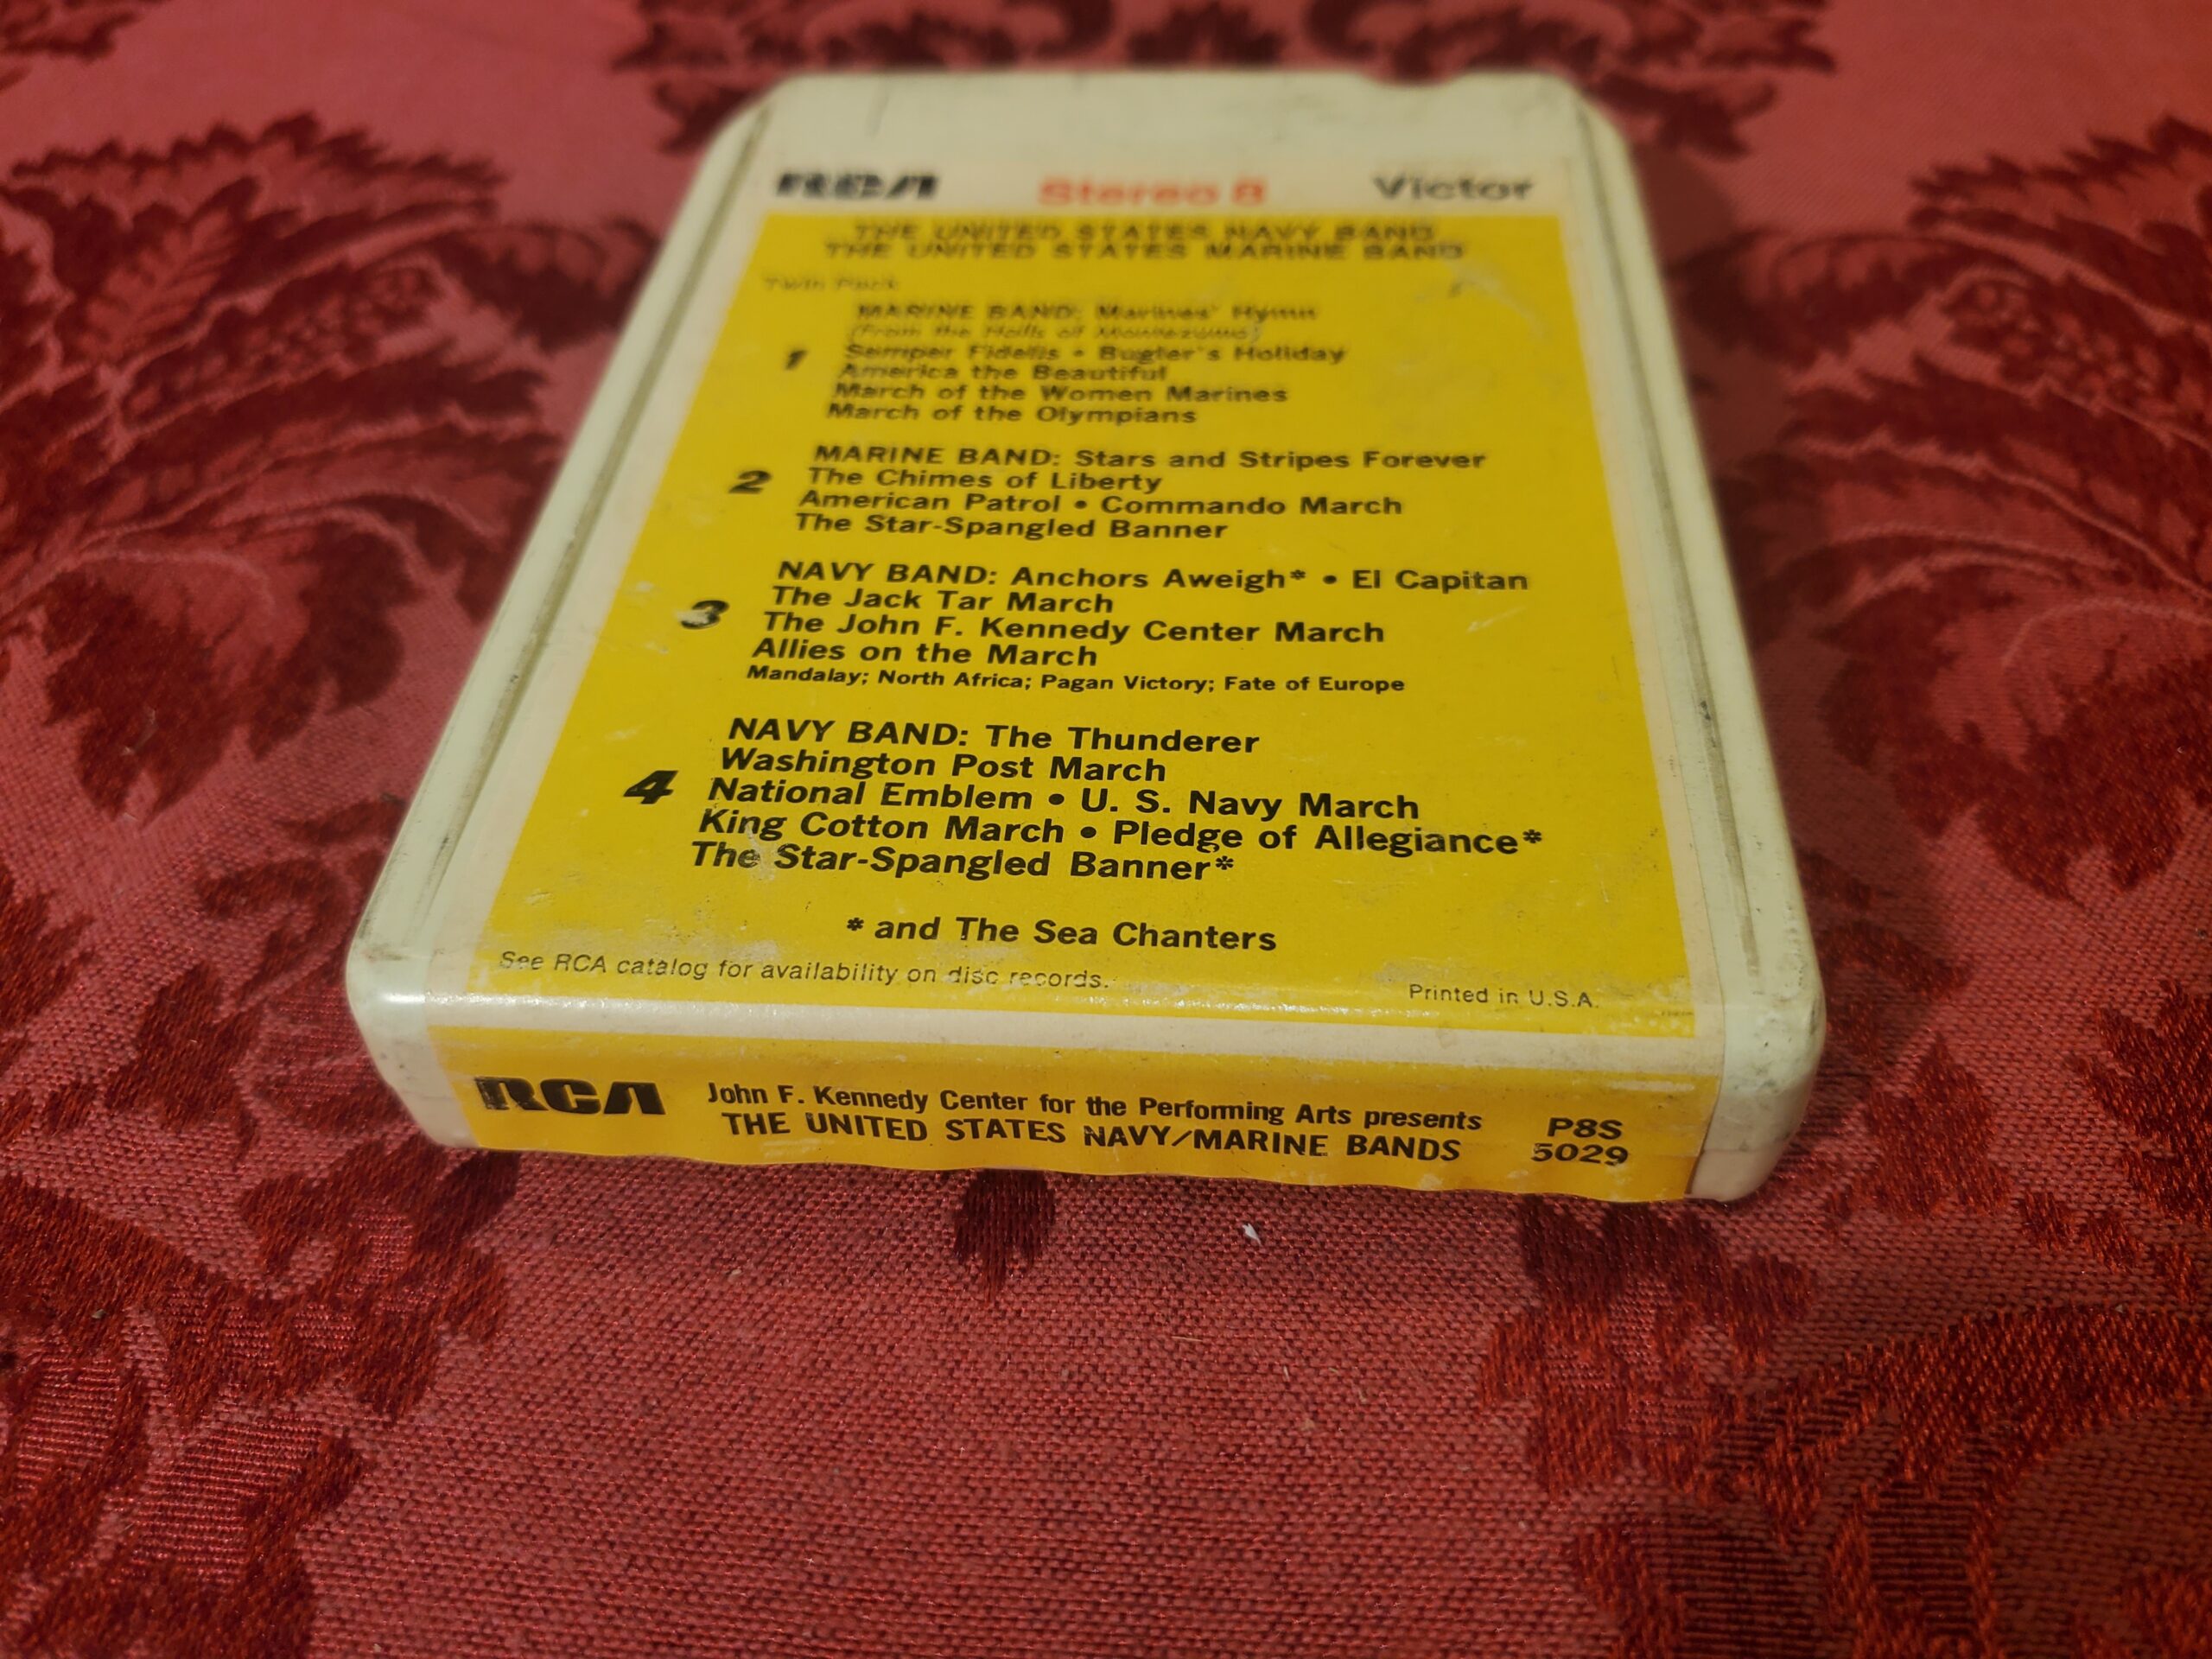 RCA Stereo 8 Victor
THE UNITED STATES NAVY BAND
THE UNITED STATES MARINE BAND
Twin Pack
MARINE BAND: Marines' Hymn
(From the Halls of Montezuma)
1 Semper Fidelis • Bugler's Holiday
America the Beautiful
March of the Women Marines
March of the Olympians
MARINE BAND: Stars and Stripes Forever
2 The Chimes of Liberty
American Patrol • Commando March
The Star-Spangled Banner
NAVY BAND: Anchors Aweigh* • El Capitan
The Jack Tar March
3 The John F. Kennedy Center March
Allies on the March
Mandalay; North Africa; Pagan Victory; Fate of Europe
NAVY BAND: The Thunderer
Washington Post March
4 National Emblem • U. S. Navy March
King Cotton March • Pledge of Allegiance*
The Star-Spangled Banner*
* and The Sea Chanters
See RCA catalog for availability on disc records.
Printed in U.S.A.
RCA John F. Kennedy Center for the Performing Arts presents P8S
THE UNITED STATES NAVY/MARINE BANDS 5029